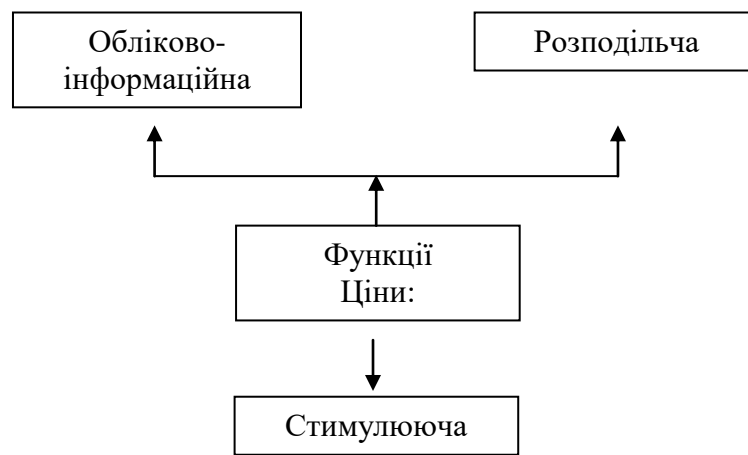 Обліково-
інформаційна
Розподільча
Функції
Ціни:
Стимулююча